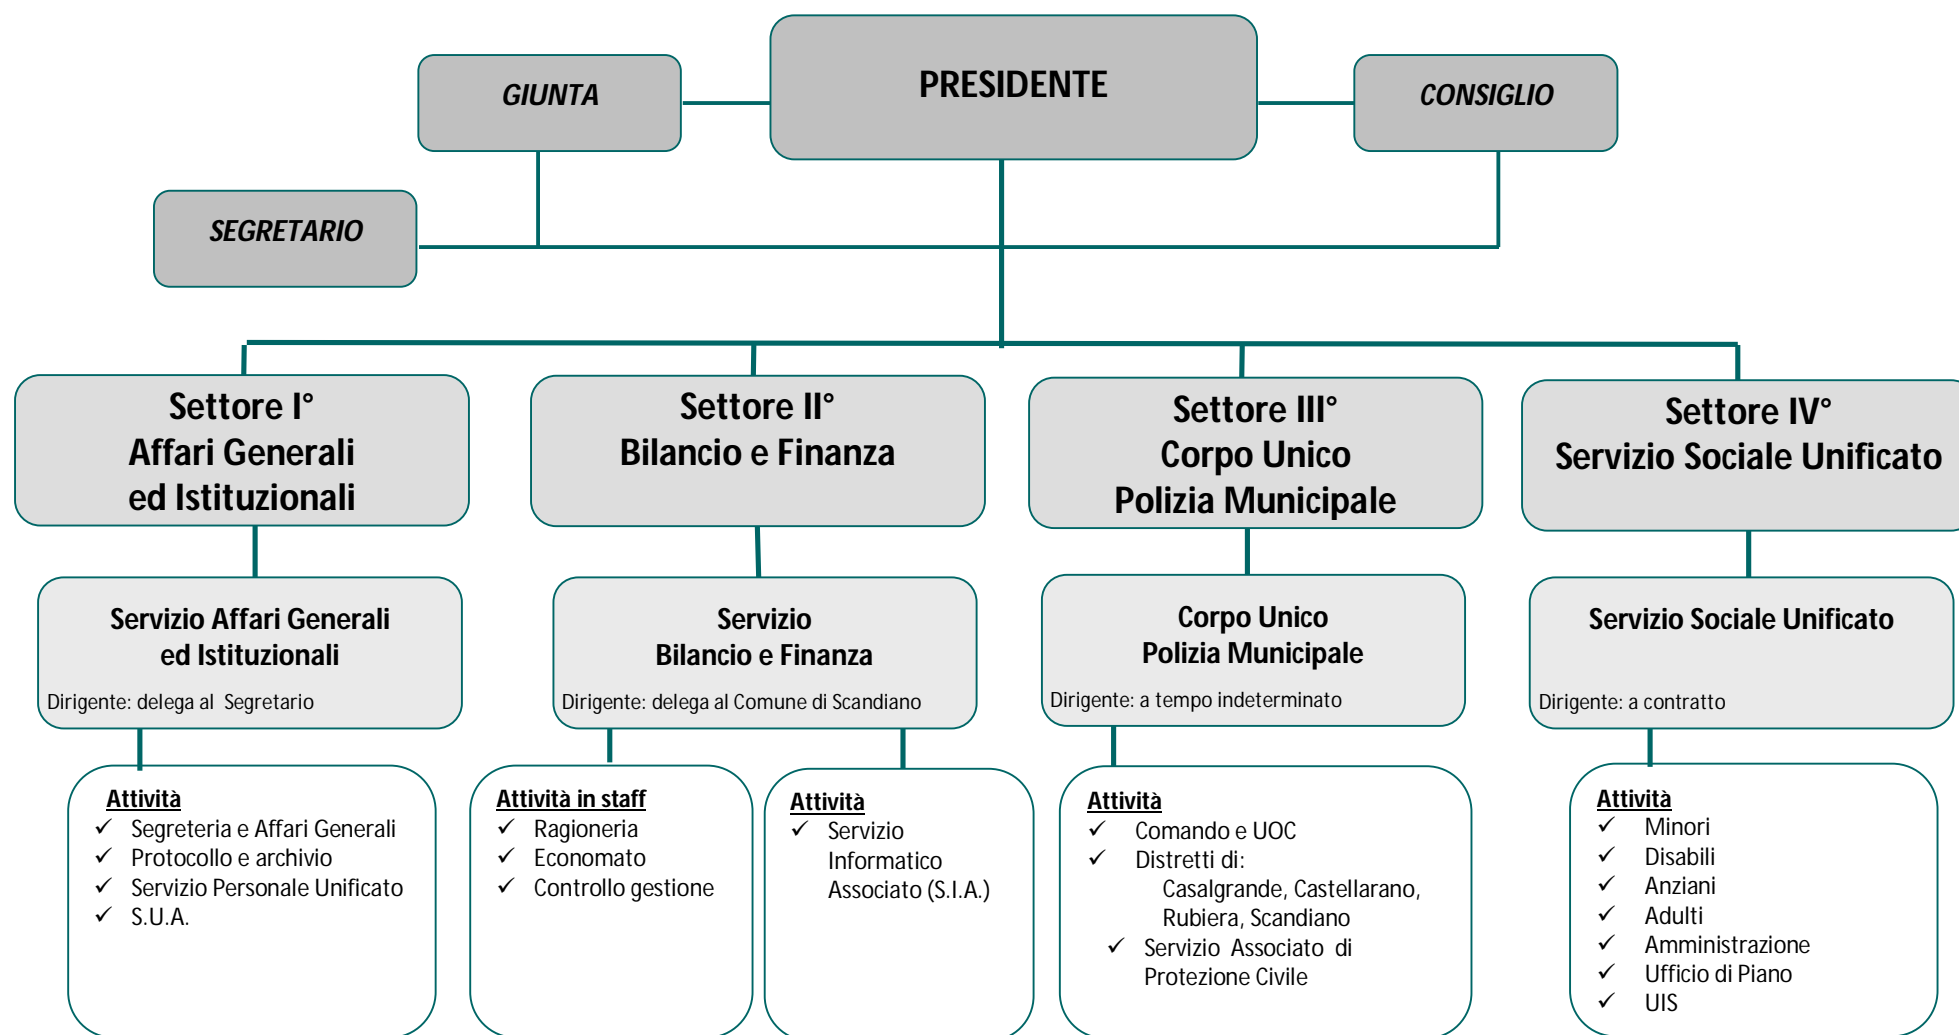 PRESIDENTE
GIUNTA
CONSIGLIO
SEGRETARIO
Settore I°
Affari Generali
ed Istituzionali
Settore II°
Bilancio e Finanza
Settore III°
Corpo Unico
Polizia Municipale
Settore IV°
Servizio Sociale Unificato
Servizio Affari Generali
ed Istituzionali
Dirigente: delega al Segretario
Servizio
Bilancio e Finanza
Dirigente: delega al Comune di Scandiano
Corpo Unico
Polizia Municipale
Dirigente: a tempo indeterminato
Servizio Sociale Unificato
Dirigente: a contratto
Attività
✓ Segreteria e Affari Generali
✓ Protocollo e archivio
✓ Servizio Personale Unificato
✓ S.U.A.
Attività in staff
✓ Ragioneria
✓ Economato
✓ Controllo gestione
Attività
✓ Servizio
Informatico
Associato (S.I.A.)
Attività
✓ Comando e UOC
✓ Distretti di:
Casalgrande, Castellarano,
Rubiera, Scandiano
✓ Servizio Associato di
Protezione Civile
Attività
✓ Minori
✓ Disabili
✓ Anziani
✓ Adulti
✓ Amministrazione
✓ Ufficio di Piano
✓ UIS